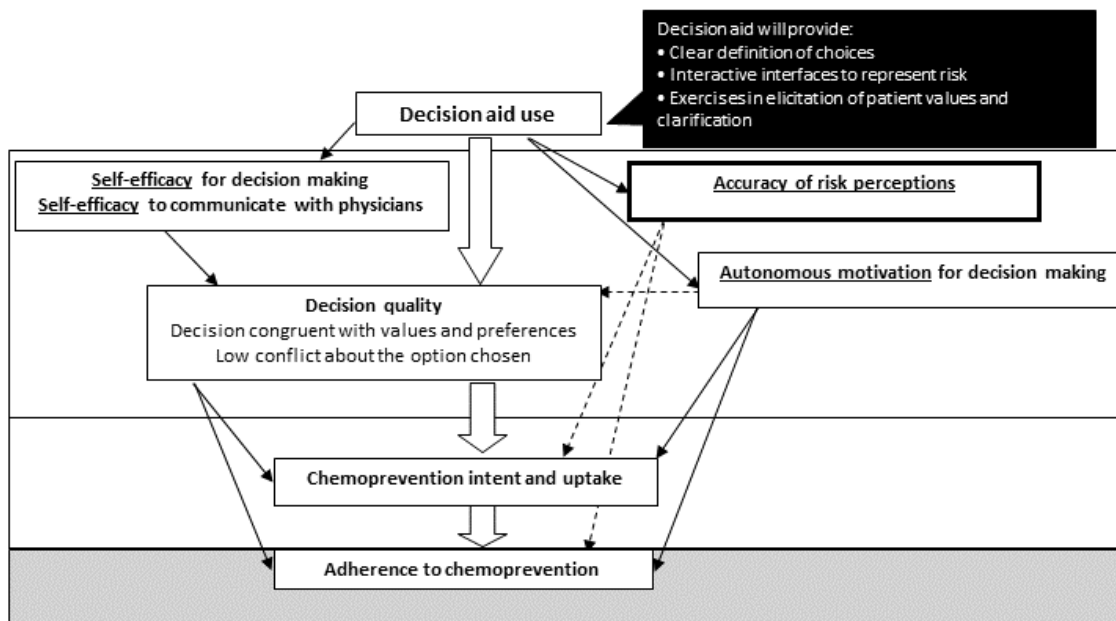 Decision aid will provide:
• Clear definition of choices
• Interactive interfaces to represent risk
• Exercises in elicitation of patient values and
clarification
Decision aid use
Self-efficacy for decision making
Self-efficacy to communicate with physicians
Accuracy of risk perceptions
Autonomous motivation for decision making
Decision quality
Decision congruent with values and preferences
Low conflict about the option chosen
Chemoprevention intent and uptake
Adherence to chemoprevention